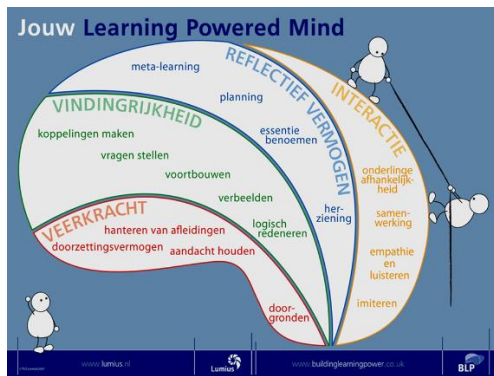 Jouw Learning Powered Mind
REFLECTIEF VERMOGEN
meta-learning
planning
essentie
benoemen
her-
ziening
VINDINGRIJKHEID
koppelingen maken
vragen stellen
voortbouwen
verbeelden
logisch
redeneren
VEERKRACHT
hanteren van afleidingen
doorzettingsvermogen
aandacht houden
door-
gronden
INTERACTIE
onderlinge
afhankelijk-
heid
samen-
werking
empathie
en
luisteren
imiteren
www.lumius.nl
Lumius
www.buildinglearningpower.co.uk
BLP